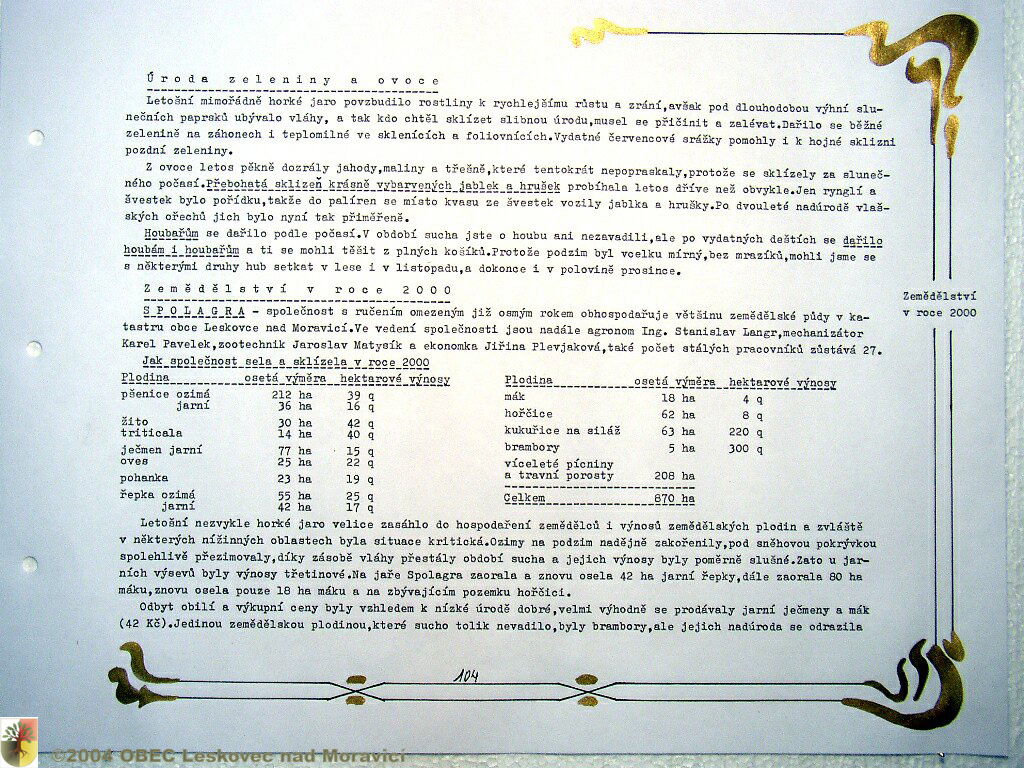 Úroda zeleniny a ovoce
Letošní mimořádně horké jaro povzbudilo rostliny k rychlejšímu růstu a zrání,avšak pod dlouhodobou výhní slu-
nečních paprsků ubývalo vláhy, a tak kdo chtěl sklízet slibnou úrodu,musel se přičinit a zalévat.Dařilo se běžné
zelenině na záhonech i teplomilné ve sklenících a foliovnících.Vydatné červencové srážky pomohly i k hojné sklizni
pozdní zeleniny.
Z ovoce letos pěkně dozrály jahody,maliny a třešně,které tentokrát nepopraskaly,protože se sklízely za sluneč-
ného počasí.Přebohatá sklizeň krásně vybarvených jablek a hrušek probíhala letos dříve než obvykle.Jen rynglí a
švestek bylo pořídku,takže do palíren se místo kvasu ze švestek vozily jablka a hrušky.Po dvouleté nadúrodě vlaš-
ských ořechů jich bylo nyní tak přiměřeně.
Houbařům se dařilo podle počasí.V období sucha jste o houbu ani nezavadili,ale po vydatných deštích se dařilo
houbám i houbařům a ti se mohli těšit z plných košíků.Protože podzim byl vcelku mírný,bez mrazíků,mohli jsme se
s některými druhy hub setkat v lese i v listopadu,a dokonce i v polovině prosince.
Zemědělství v roce 2000
SPOLAGRA - společnost s ručením omezeným již osmým rokem obhospodařuje většinu zemědělské půdy v ka-
tastru obce Leskovce nad Moravicí.Ve vedení společnosti jsou nadále agronom Ing. Stanislav Langr,mechanizátor
Karel Pavelek,zootechnik Jaroslav Matysík a ekonomka Jiřina Plevjaková,také počet stálých pracovníků zůstává 27.
Jak společnost sela a sklízela v roce 2000
Plodina osetá výměra hektarové výnosy
pšenice ozimá 212 ha 39 q
jarní 36 ha 16 q
žito 30 ha 42 q
triticala 14 ha 40 q
ječmen jarní 77 ha 15 q
oves 25 ha 22 q
pohanka 23 ha 19 q
řepka ozimá 55 ha 25 q
jarní 42 ha 17 q
Plodina osetá výměra hektarové výnosy
mák 18 ha 4 q
hořčice 62 ha 8 q
kukuřice na siláž 63 ha 220 q
brambory 5 ha 300 q
víceleté pícniny
a travní porosty 208 ha
Celkem 870 ha
Letošní nezvykle horké jaro velice zasáhlo do hospodaření zemědělců i výnosů zemědělských plodin a zvláště
v některých nížinných oblastech byla situace kritická.Ozimy na podzim nadějně zakořenily,pod sněhovou pokrývkou
spolehlivě přezimovaly,díky zásobě vláhy přestály období sucha a jejich výnosy byly poměrně slušné.Zato u jar-
ních výsevů byly výnosy třetinové.Na jaře Spolagra zaorala a znovu osela 42 ha jarní řepky,dále zaorala 80 ha
máku,znovu osela pouze 18 ha máku a na zbývajícím pozemku hořčici.
Odbyt obilí a výkupní ceny byly vzhledem k nízké úrodě dobré,velmi výhodně se prodávaly jarní ječmeny a mák
(42 Kč).Jedinou zemědělskou plodinou,které sucho tolik nevadilo,byly brambory,ale jejich nadúroda se odrazila
Zemědělství
v roce 2000
104
©2004 OBEC Leskovec nad Moravicí